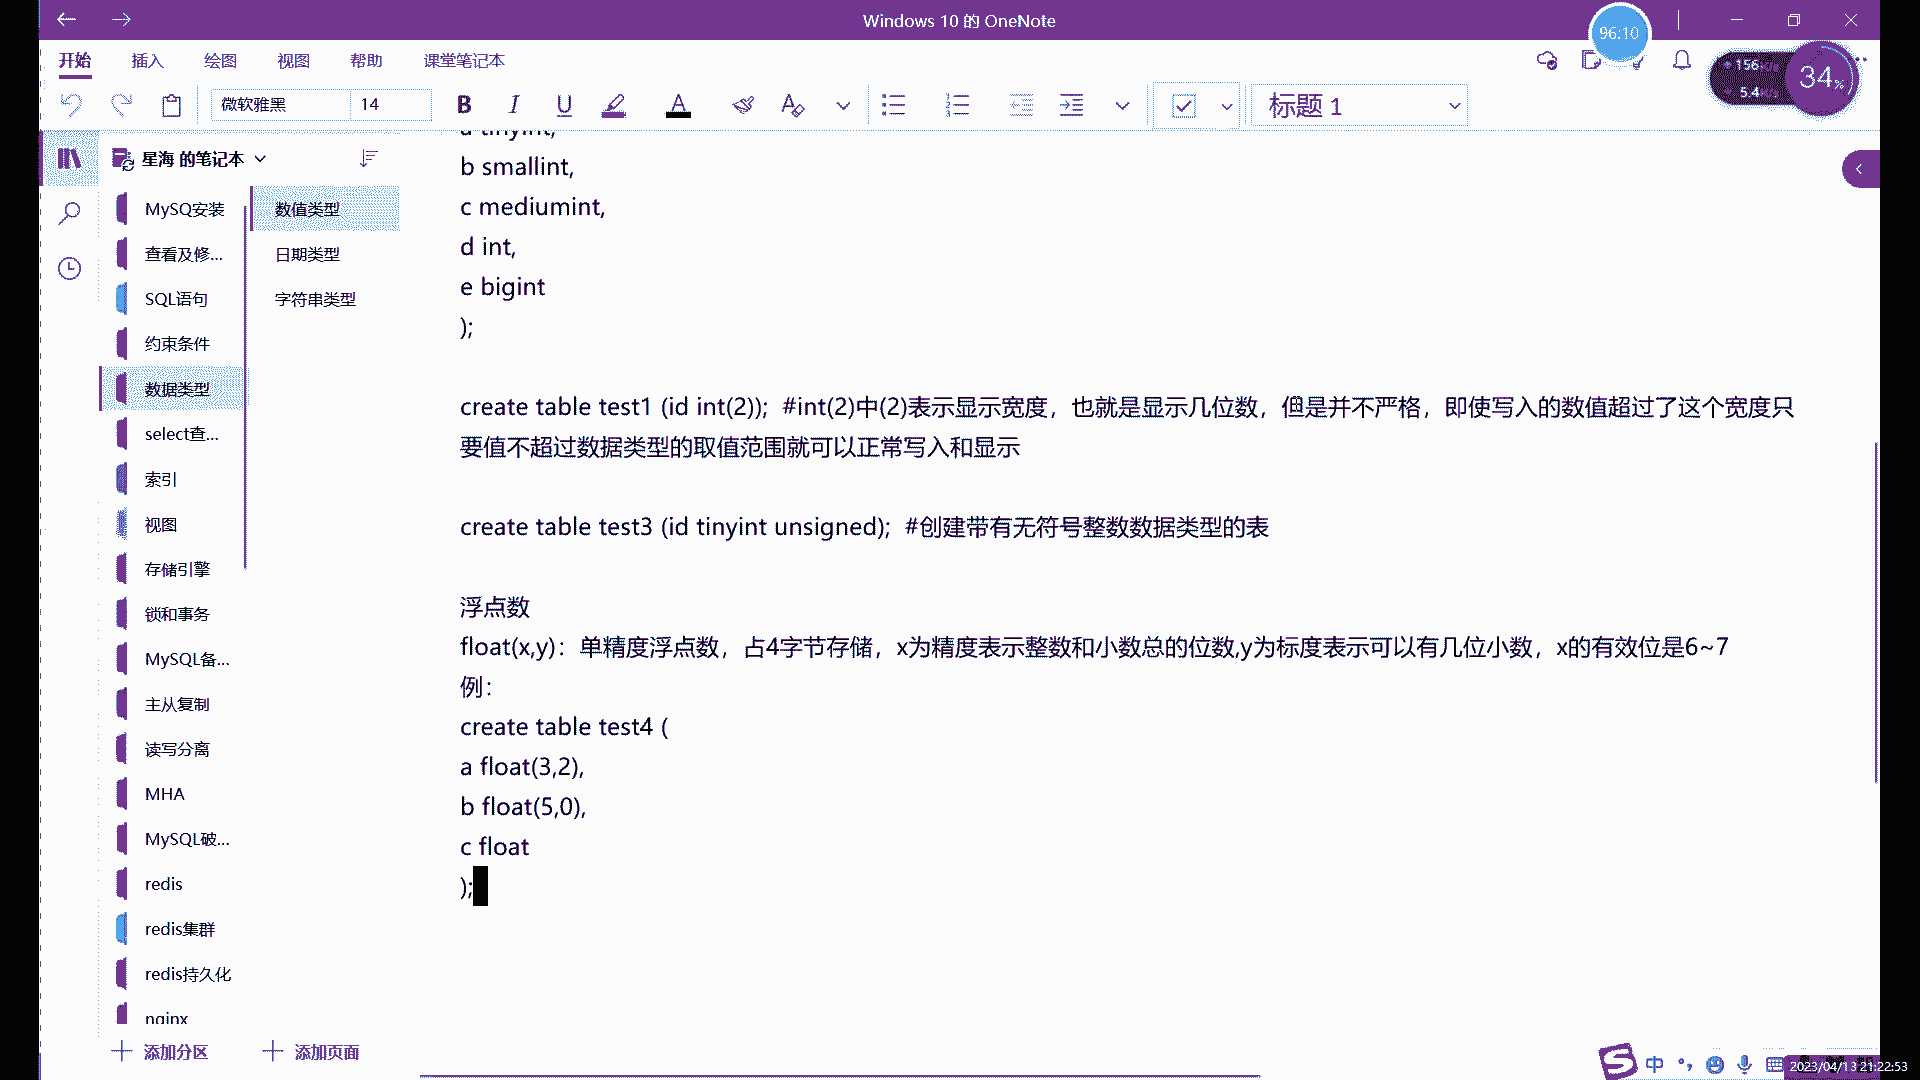 Windows 10 的 OneNote
96:10
开始 插入 绘图 视图 帮助 课堂笔记本
156
5.4
34%
微软雅黑 14 B I U A A 标题 1
星海 的笔记本
MySQ安装
查看及修...
SQL语句
约束条件
数据类型
select查...
索引
视图
存储引擎
锁和事务
MySQL备...
主从复制
读写分离
MHA
MySQL破...
redis
redis集群
redis持久化
nginx
添加分区
数值类型
日期类型
字符串类型
添加页面
a tinyint,
b smallint,
c mediumint,
d int,
e bigint
);
create table test1 (id int(2));  #int(2)中(2)表示显示宽度，也就是显示几位数，但是并不严格，即使写入的数值超过了这个宽度只
要值不超过数据类型的取值范围就可以正常写入和显示
create table test3 (id tinyint unsigned);  #创建带有无符号整数数据类型的表
浮点数
float(x,y)：单精度浮点数，占4字节存储，x为精度表示整数和小数总的位数,y为标度表示可以有几位小数，x的有效位是6~7
例：
create table test4 (
a float(3,2),
b float(5,0),
c float
);
中
2023/04/13 21:22:53